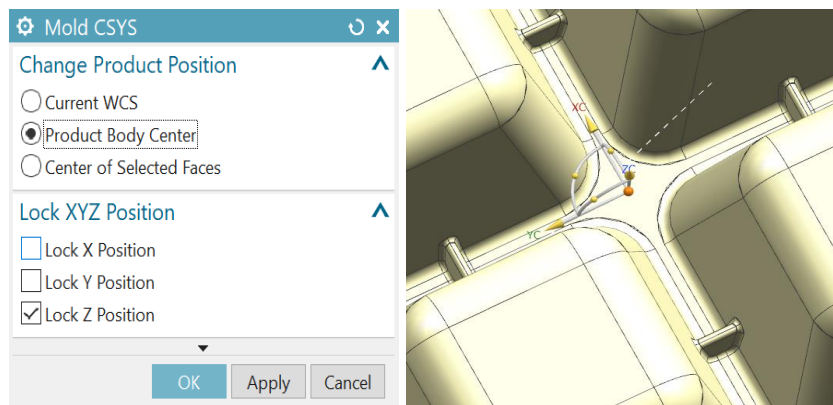 Mold CSYS
Change Product Position
Current WCS
Product Body Center
Center of Selected Faces
Lock XYZ Position
Lock X Position
Lock Y Position
Lock Z Position
OK
Apply
Cancel
XC
ZC
YC